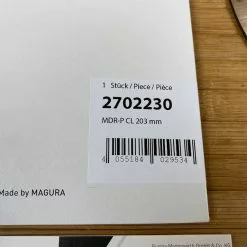 1 Stück / Piece / Pièce
2702230
MDR-P CL 203 mm
4 055184 029534
Made by MAGURA